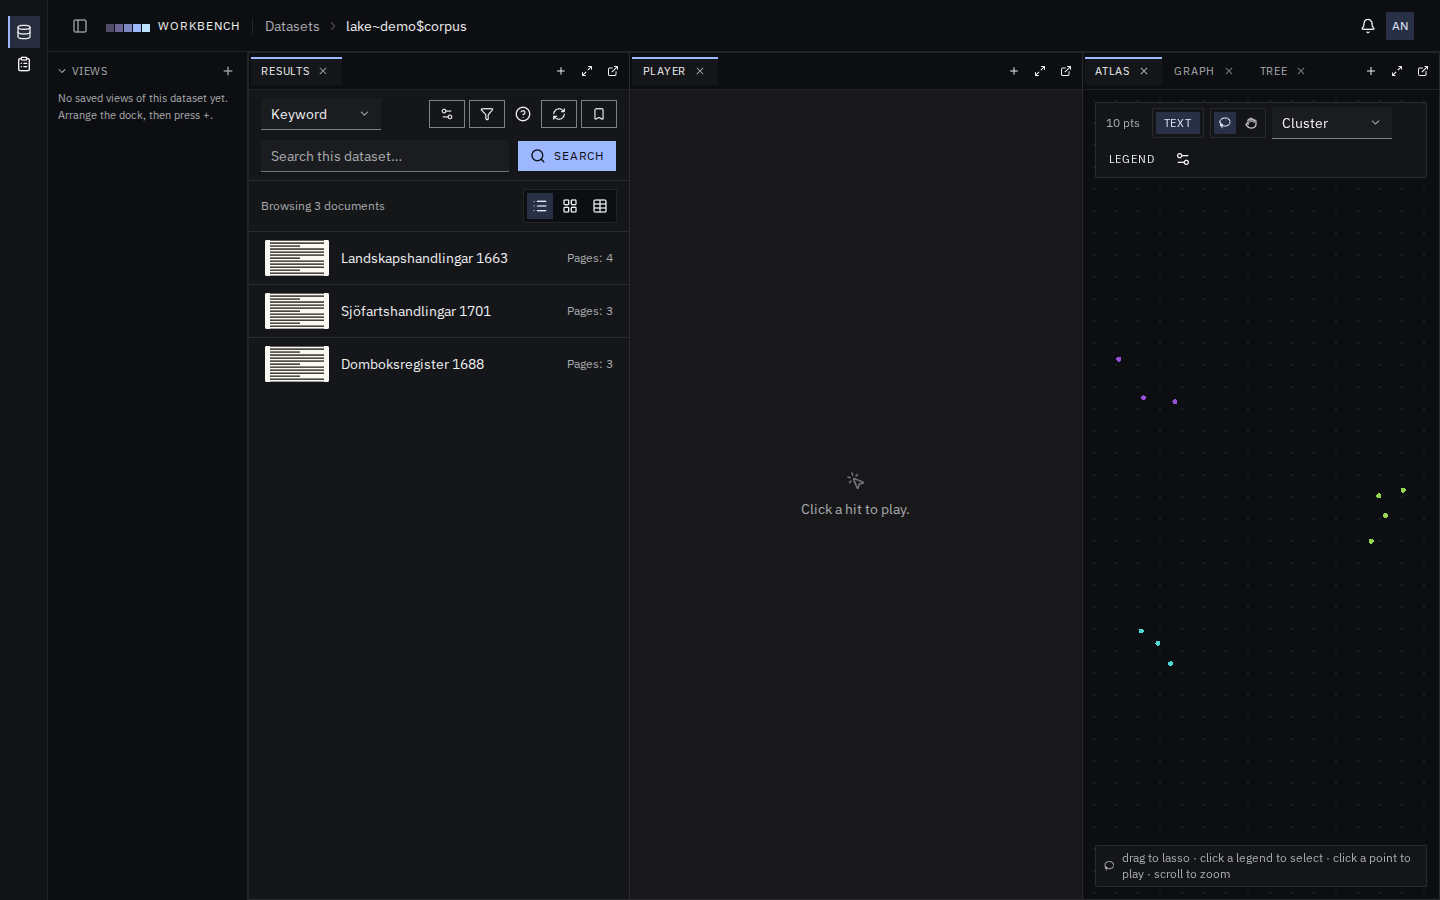 WORKBENCH
Datasets
lake~demo$corpus
AN
VIEWS
No saved views of this dataset yet.
Arrange the dock, then press +.
RESULTS
Keyword
Search this dataset...
SEARCH
Browsing 3 documents
Landskapshandlingar 1663
Pages: 4
Sjöfartshandlingar 1701
Pages: 3
Domboksregister 1688
Pages: 3
PLAYER
Click a hit to play.
ATLAS
GRAPH
TREE
10 pts
TEXT
Cluster
LEGEND
drag to lasso · click a legend to select · click a point to
play · scroll to zoom